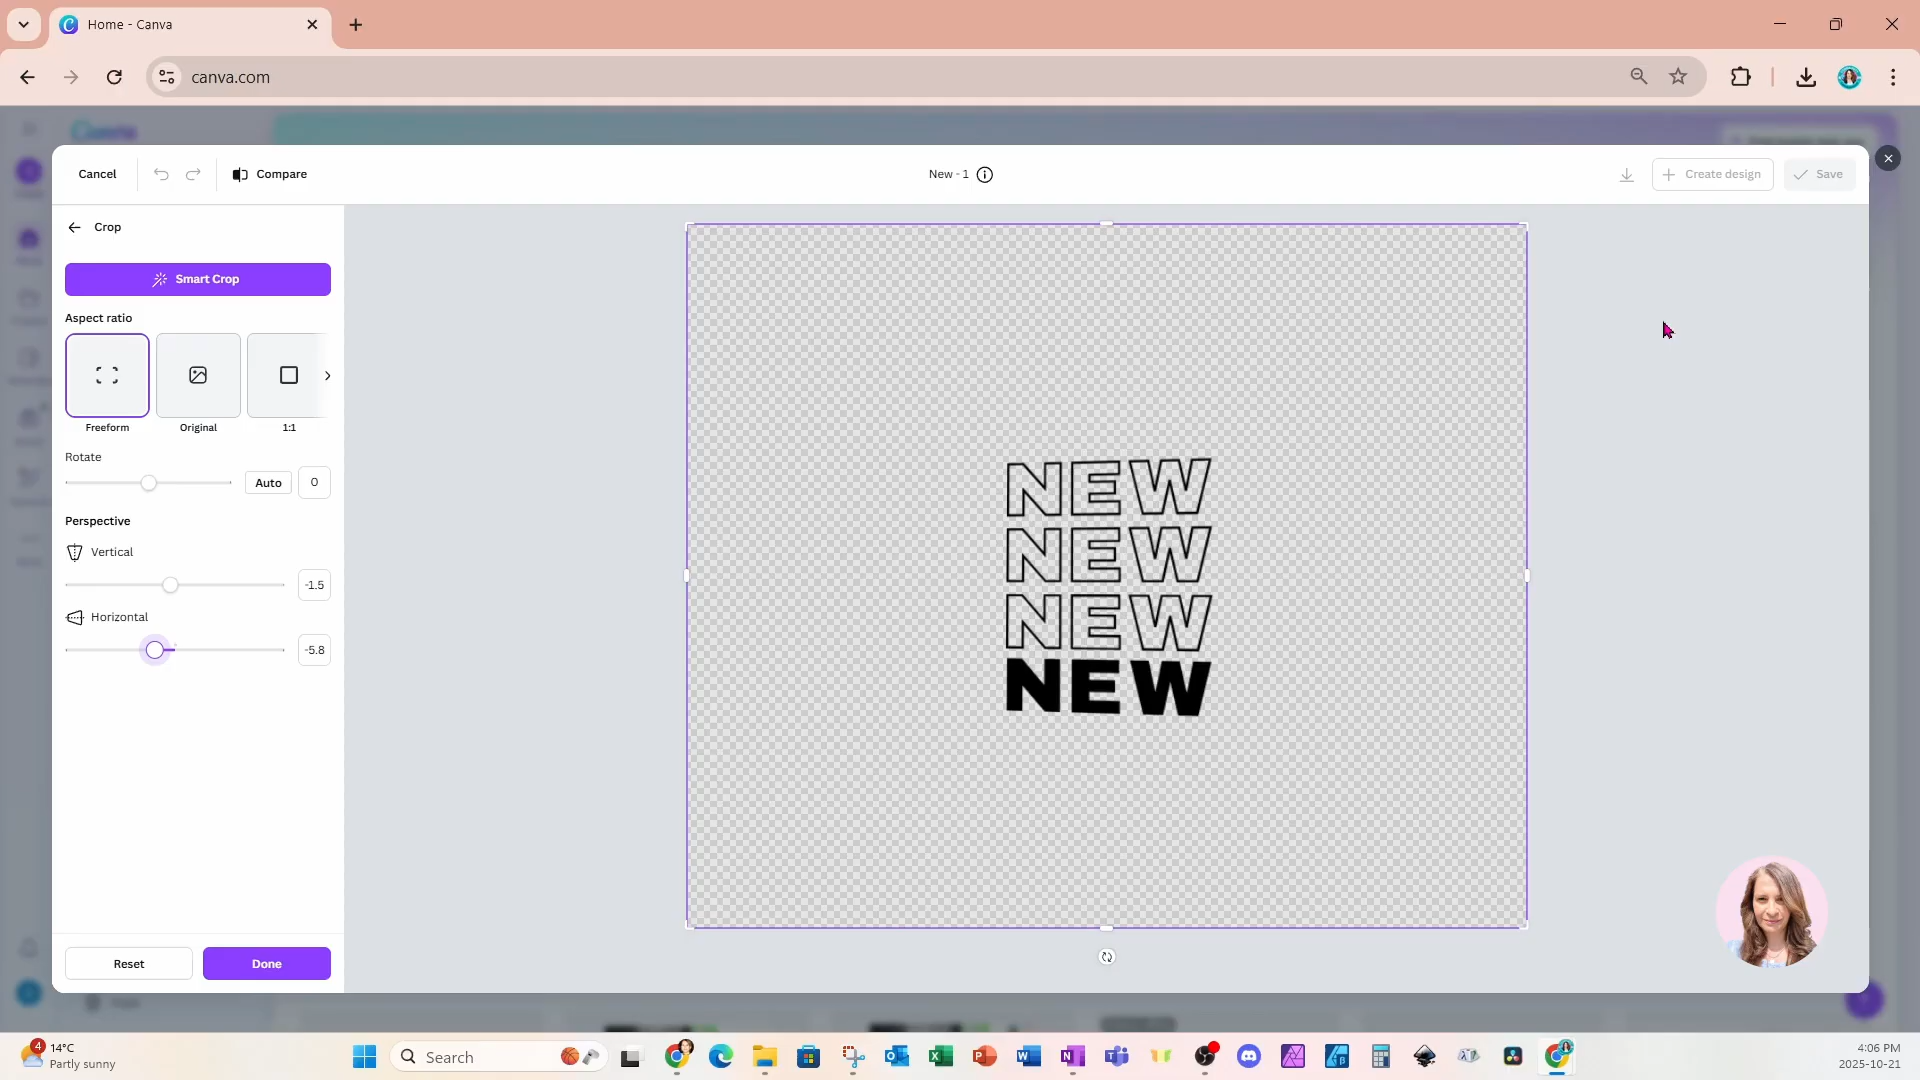 Home - Canva
canva.com
Canva
Cancel
Compare
New - 1
Create design
Save
Crop
Smart Crop
Aspect ratio
Freeform
Original
1:1
Rotate
Auto
0
Perspective
Vertical
-1.5
Horizontal
-5.8
Reset
Done
NEW
NEW
NEW
NEW
4
14°C
Partly sunny
Search
4:06 PM
2025-10-21